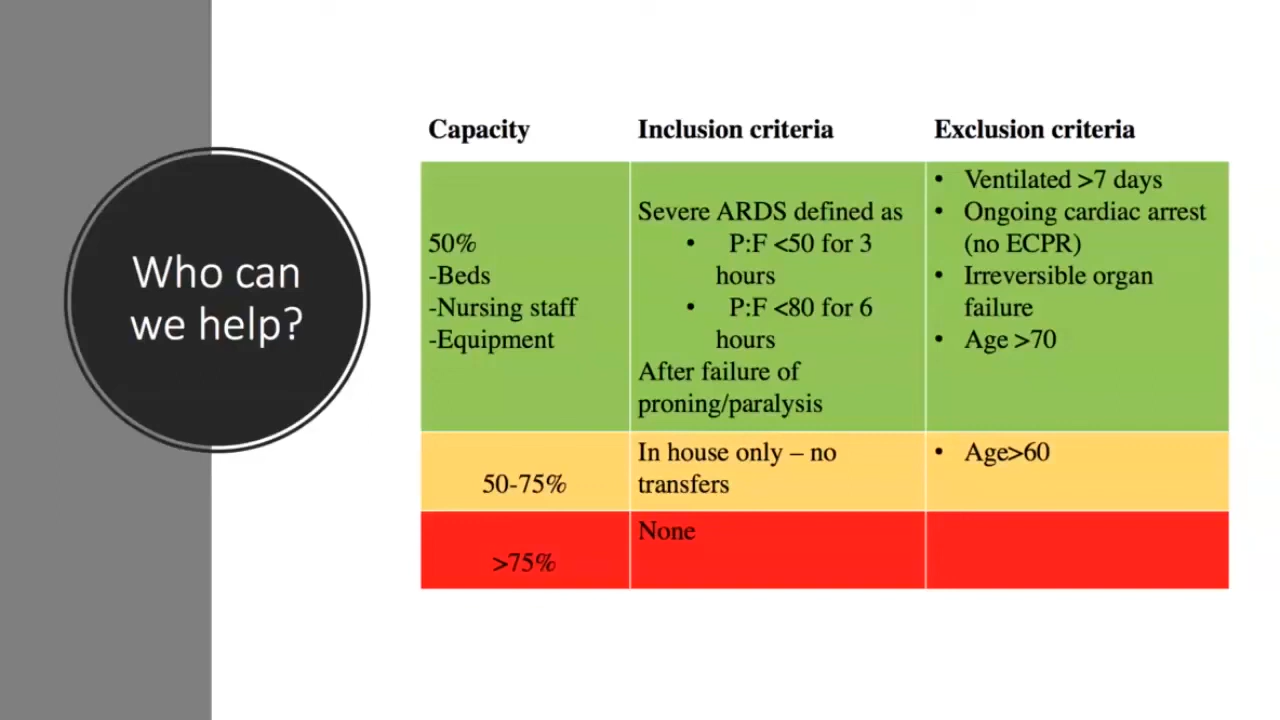 Who can
we help?
Capacity
Inclusion criteria
Exclusion criteria
50%
-Beds
-Nursing staff
-Equipment
Severe ARDS defined as
• P:F <50 for 3
hours
• P:F <80 for 6
hours
After failure of
proning/paralysis
• Ventilated >7 days
• Ongoing cardiac arrest
(no ECPR)
• Irreversible organ
failure
• Age >70
50-75%
In house only – no
transfers
• Age>60
>75%
None